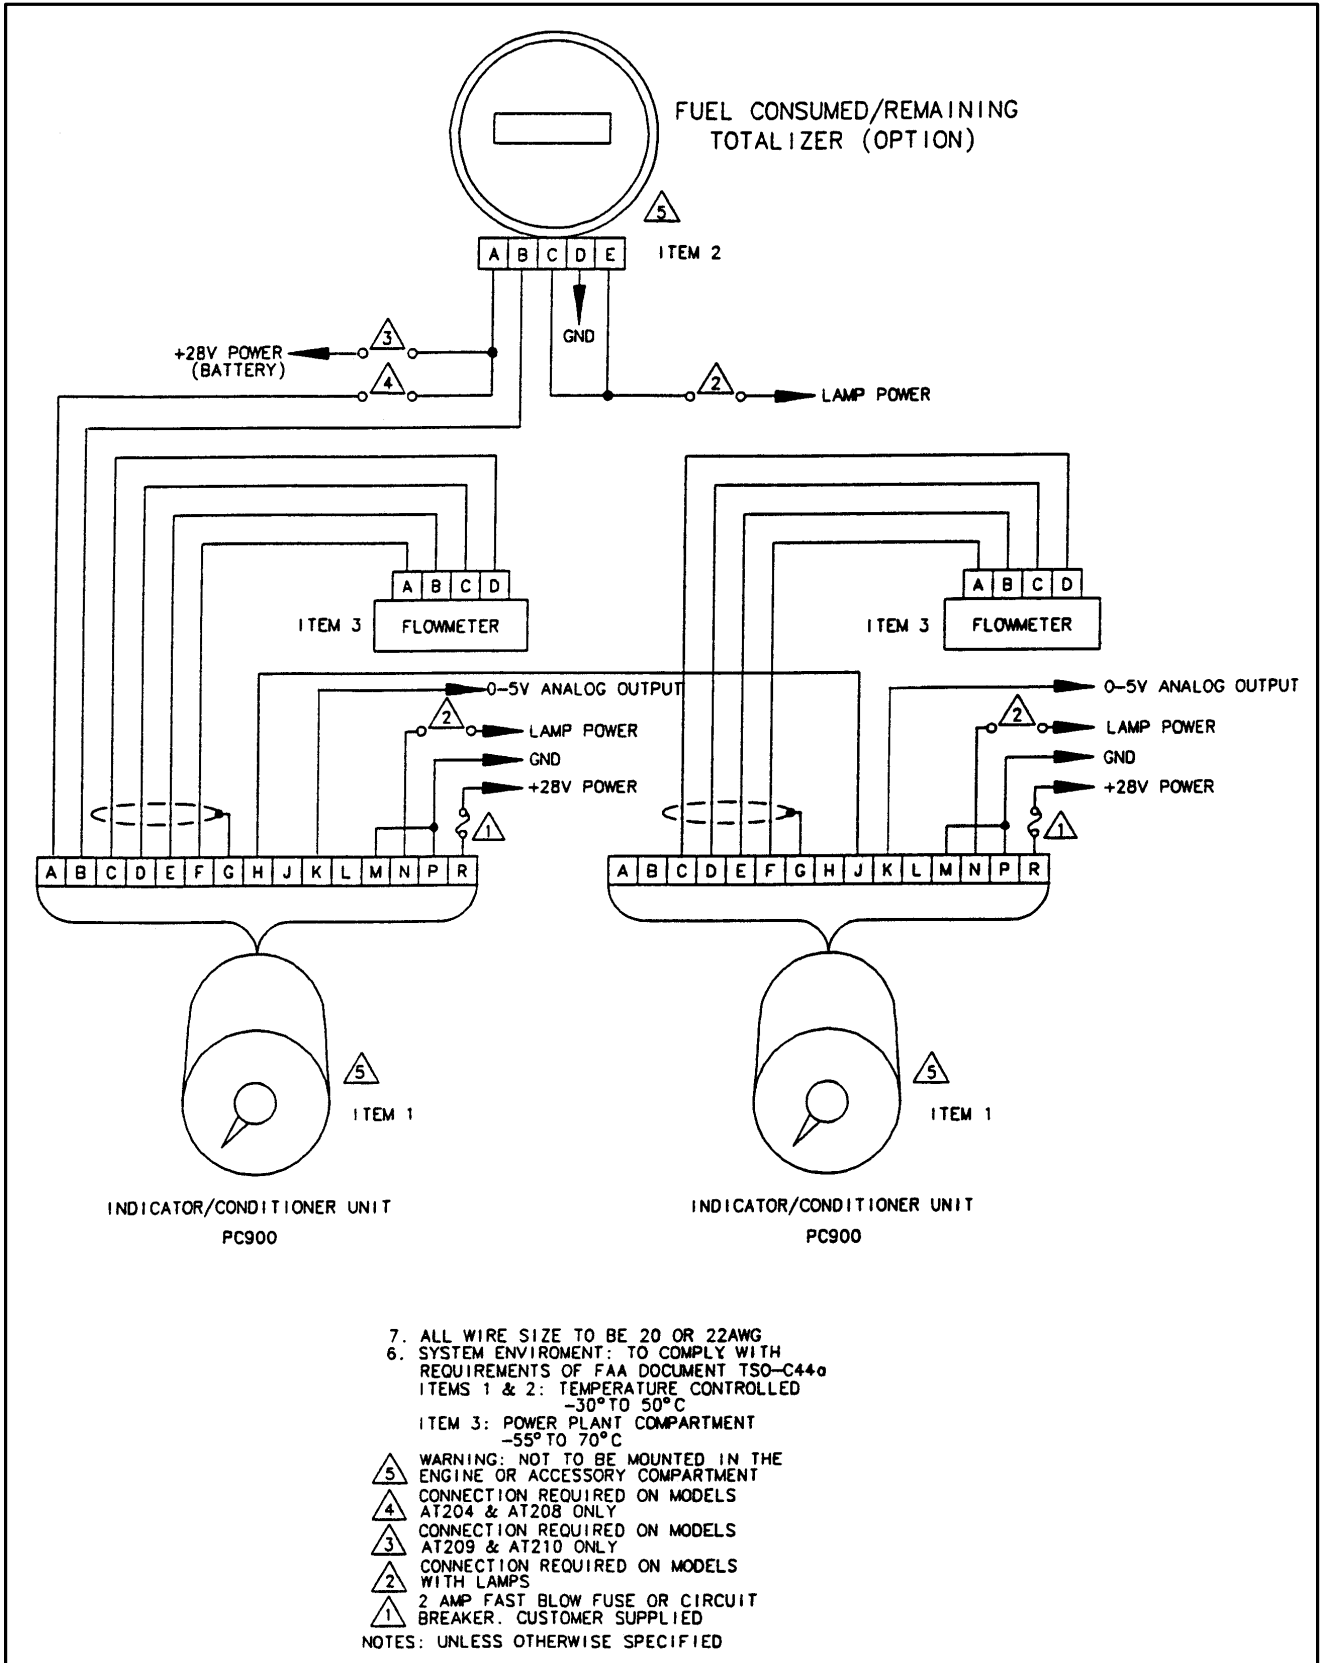 FUEL CONSUMED/REMAINING
TOTALIZER (OPTION)
5
ITEM 2
A B C D E
GND
+28V POWER
(BATTERY)
3
4
2
LAMP POWER
A B C D
ITEM 3
FLOWMETER
A B C D
ITEM 3
FLOWMETER
0-5V ANALOG OUTPUT
2
LAMP POWER
GND
+28V POWER
1
0-5V ANALOG OUTPUT
2
LAMP POWER
GND
+28V POWER
1
A B C D E F G H J K L M N P R
A B C D E F G H J K L M N P R
5
ITEM 1
5
ITEM 1
INDICATOR/CONDITIONER UNIT
PC900
INDICATOR/CONDITIONER UNIT
PC900
7. ALL WIRE SIZE TO BE 20 OR 22AWG
6. SYSTEM ENVIROMENT: TO COMPLY WITH
REQUIREMENTS OF FAA DOCUMENT TSO-C44a
ITEMS 1 & 2: TEMPERATURE CONTROLLED
-30° TO 50°C
ITEM 3: POWER PLANT COMPARTMENT
-55° TO 70°C
5 WARNING: NOT TO BE MOUNTED IN THE
ENGINE OR ACCESSORY COMPARTMENT
4 CONNECTION REQUIRED ON MODELS
AT204 & AT208 ONLY
3 CONNECTION REQUIRED ON MODELS
AT209 & AT210 ONLY
2 CONNECTION REQUIRED ON MODELS
WITH LAMPS
1 2 AMP FAST BLOW FUSE OR CIRCUIT
BREAKER. CUSTOMER SUPPLIED
NOTES: UNLESS OTHERWISE SPECIFIED